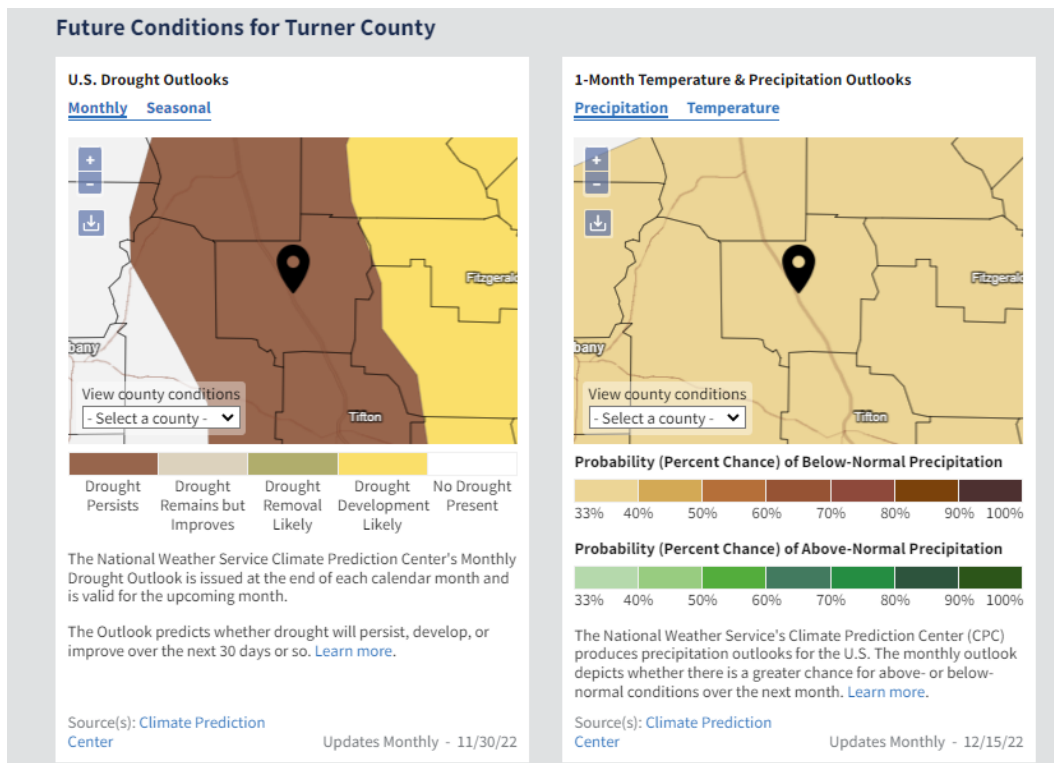 Future Conditions for Turner County
U.S. Drought Outlooks
Monthly Seasonal
+
−
Fitzgeral
bany
View county conditions
- Select a county -
Tifton
Drought Persists
Drought Remains but Improves
Drought Removal Likely
Drought Development Likely
No Drought Present
The National Weather Service Climate Prediction Center's Monthly
Drought Outlook is issued at the end of each calendar month and
is valid for the upcoming month.
The Outlook predicts whether drought will persist, develop, or
improve over the next 30 days or so. Learn more.
Source(s): Climate Prediction
Center
Updates Monthly - 11/30/22
1-Month Temperature & Precipitation Outlooks
Precipitation Temperature
+
−
Fitzgeral
bany
View county conditions
- Select a county -
Tifton
Probability (Percent Chance) of Below-Normal Precipitation
33% 40% 50% 60% 70% 80% 90% 100%
Probability (Percent Chance) of Above-Normal Precipitation
33% 40% 50% 60% 70% 80% 90% 100%
The National Weather Service's Climate Prediction Center (CPC)
produces precipitation outlooks for the U.S. The monthly outlook
depicts whether there is a greater chance for above- or below-
normal conditions over the next month. Learn more.
Source(s): Climate Prediction
Center
Updates Monthly - 12/15/22